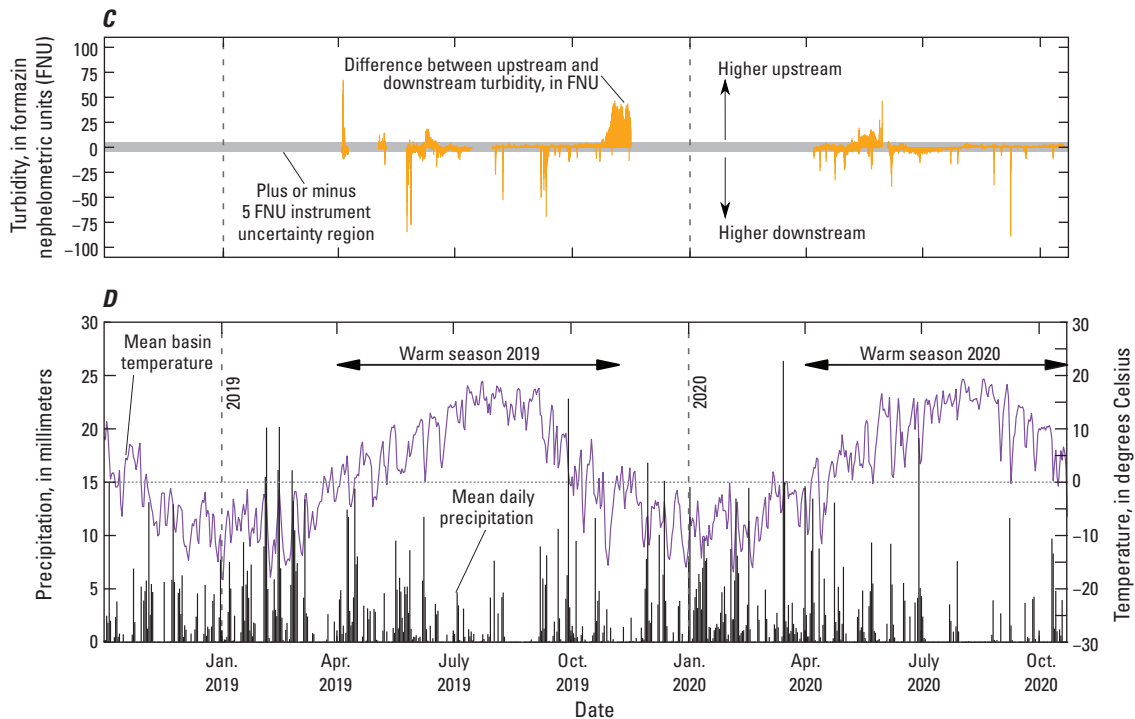 C
Turbidity, in formazin
nephelometric units (FNU)
100
75
50
25
0
−25
−50
−75
−100
Difference between upstream and
downstream turbidity, in FNU
Higher upstream
Plus or minus
5 FNU instrument
uncertainty region
Higher downstream
D
Precipitation, in millimeters
30
25
20
15
10
5
0
Mean basin
temperature
2019
Warm season 2019
2020
Warm season 2020
Mean daily
precipitation
30
20
10
0
−10
−20
−30
Temperature, in degrees Celsius
Jan.
2019
Apr.
2019
July
2019
Oct.
2019
Jan.
2020
Apr.
2020
July
2020
Oct.
2020
Date